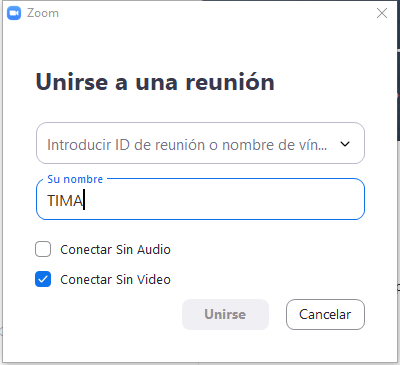 Zoom
Unirse a una reunión
Introducir ID de reunión o nombre de vín...
Su nombre
TIMA
Conectar Sin Audio
Conectar Sin Video
Unirse
Cancelar